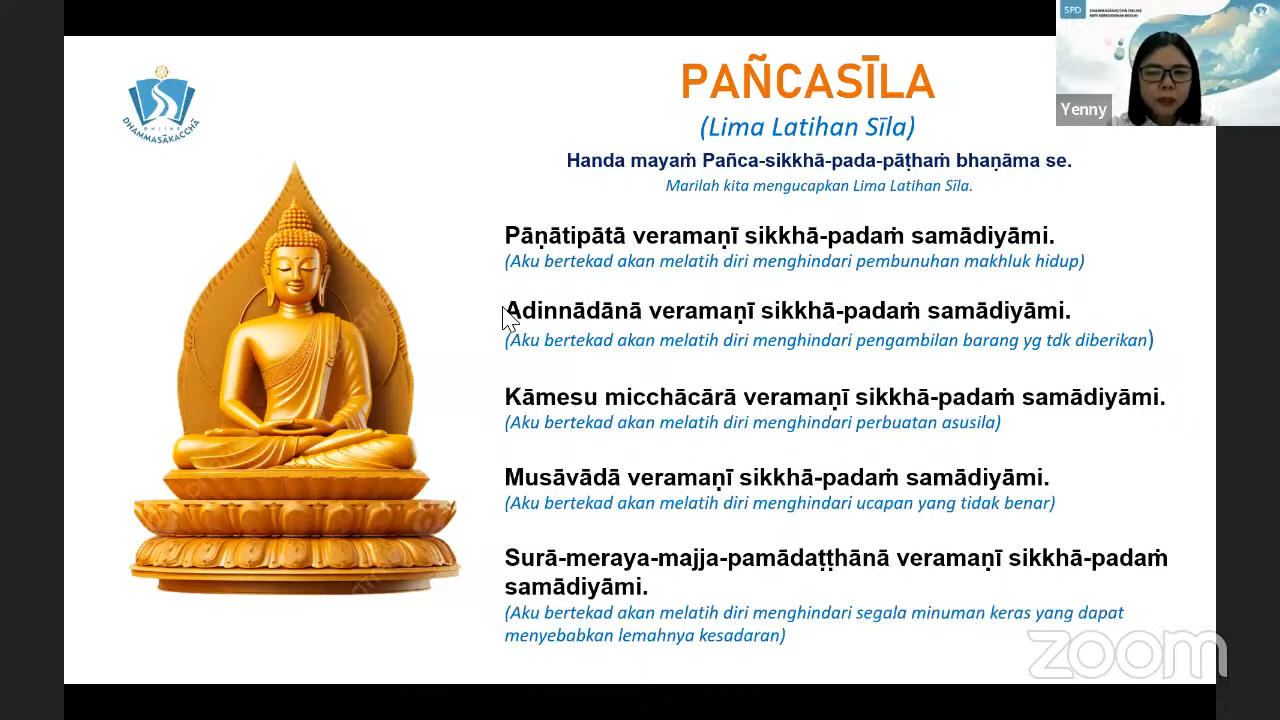 SPD
DHAMMASĀKACCHĀ ONLINE
Yenny
ONLINE
DHAMMASĀKACCHĀ
PAÑCASĪLA
(Lima Latihan Sīla)
Handa mayaṁ Pañca-sikkhā-pada-pāṭhaṁ bhaṇāma se.
Marilah kita mengucapkan Lima Latihan Sīla.
Pāṇātipātā veramaṇī sikkhā-padaṁ samādiyāmi.
(Aku bertekad akan melatih diri menghindari pembunuhan makhluk hidup)
Adinnādānā veramaṇī sikkhā-padaṁ samādiyāmi.
(Aku bertekad akan melatih diri menghindari pengambilan barang yg tdk diberikan)
Kāmesu micchācārā veramaṇī sikkhā-padaṁ samādiyāmi.
(Aku bertekad akan melatih diri menghindari perbuatan asusila)
Musāvādā veramaṇī sikkhā-padaṁ samādiyāmi.
(Aku bertekad akan melatih diri menghindari ucapan yang tidak benar)
Surā-meraya-majja-pamādaṭṭhānā veramaṇī sikkhā-padaṁ
samādiyāmi.
(Aku bertekad akan melatih diri menghindari segala minuman keras yang dapat
menyebabkan lemahnya kesadaran)
zoom